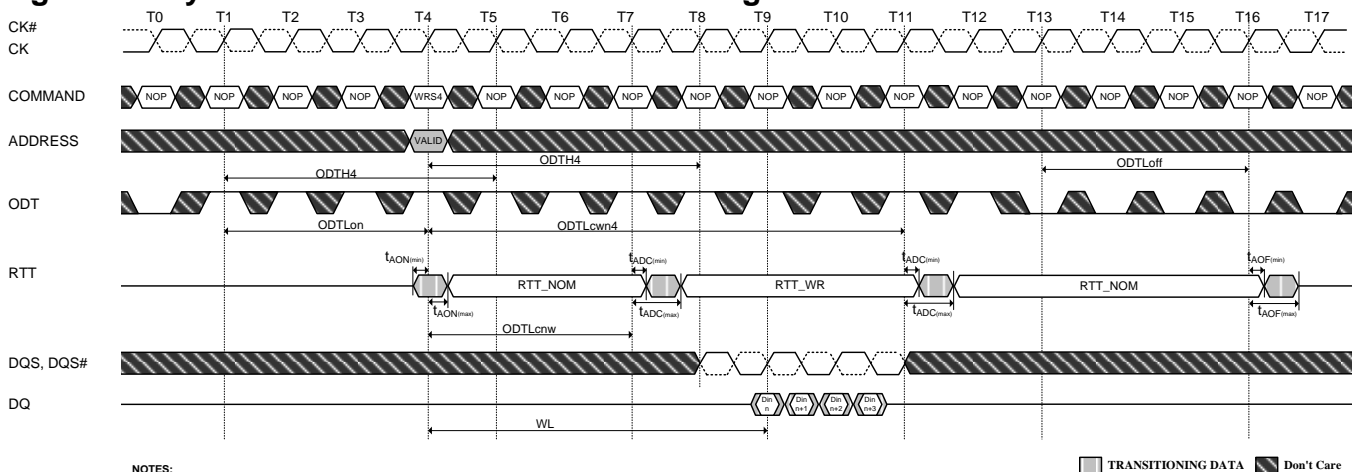 T0 T1 T2 T3 T4 T5 T6 T7 T8 T9 T10 T11 T12 T13 T14 T15 T16 T17
CK#
CK
COMMAND NOP NOP NOP NOP WRS4 NOP NOP NOP NOP NOP NOP NOP NOP NOP NOP NOP NOP NOP
ADDRESS VALID
ODTH4 ODTLoff
ODTH4
ODT
ODTLon ODTLcwn4
tAON(min) tADC(min) tADC(min) tAOF(min)
RTT RTT_NOM RTT_WR RTT_NOM
tAON(max) tADC(max) tADC(max) tAOF(max)
ODTLcnw
DQS, DQS#
DQ Din n Din n+1 Din n+2 Din n+3
WL
NOTES: TRANSITIONING DATA Don't Care